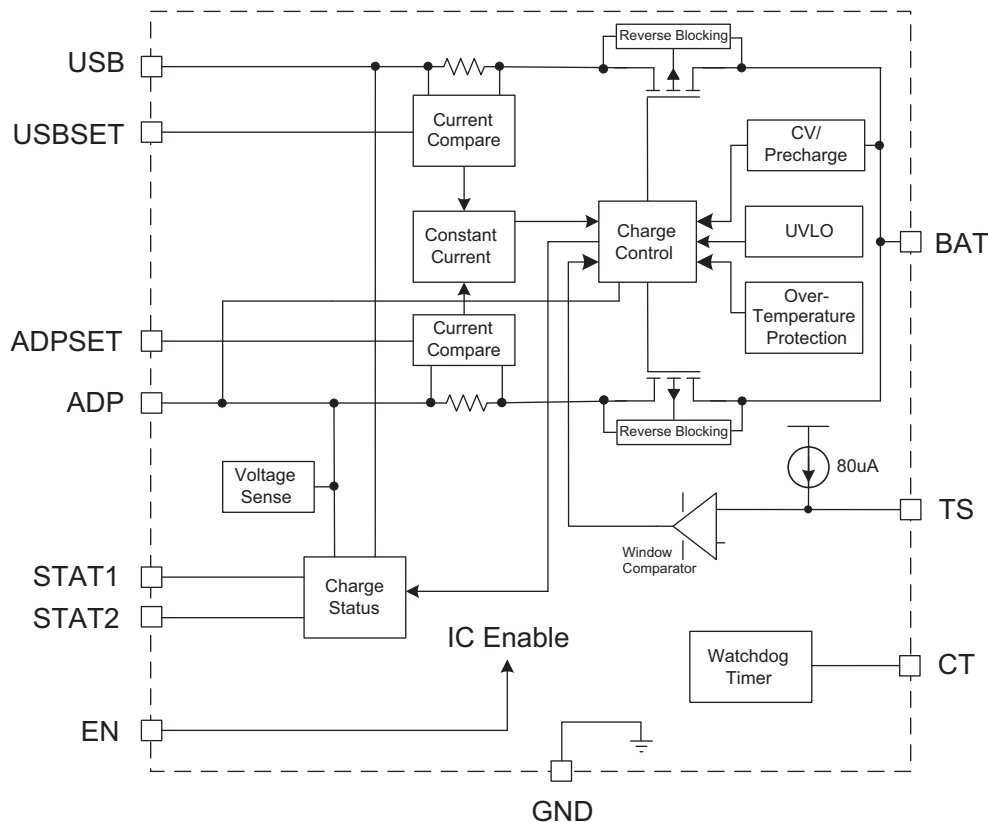 Reverse Blocking
USB
USBSET
Current
Compare
CV/
Precharge
Constant
Current
Charge
Control
UVLO
BAT
Over-
Temperature
Protection
ADPSET
Current
Compare
ADP
Reverse Blocking
Voltage
Sense
80uA
TS
Window
Comparator
STAT1
STAT2
Charge
Status
IC Enable
Watchdog
Timer
CT
EN
GND